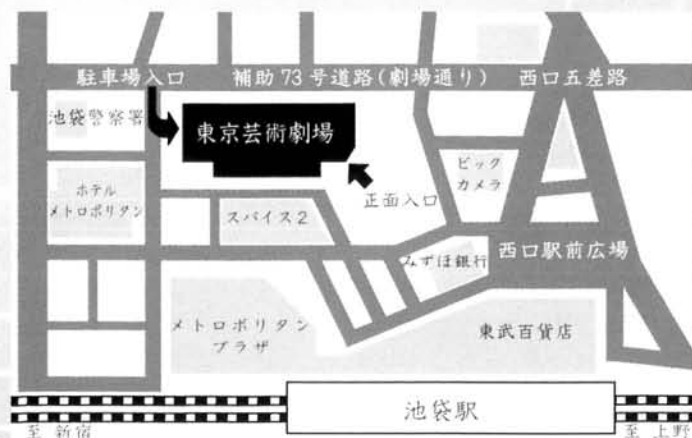 駐車場入口　補助73号道路(劇場通り)　西口五差路
池袋警察署
東京芸術劇場
ホテル
メトロポリタン
正面入口
ビック
カメラ
スパイス2
みずほ銀行
西口駅前広場
メトロポリタン
プラザ
東武百貨店
池袋駅
至 新宿
至 上野